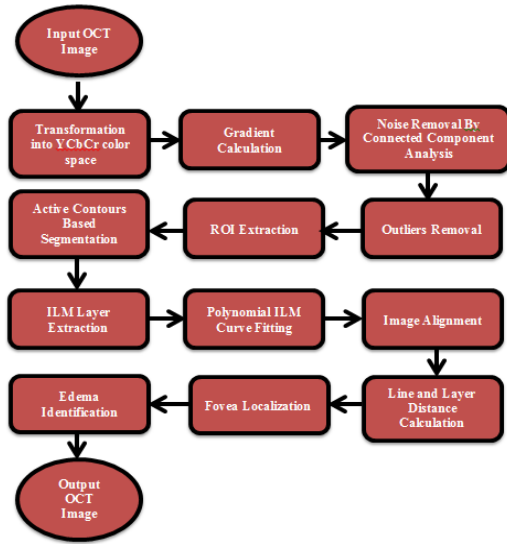 Input OCT
Image
Transformation
into YCbCr color
space
Gradient
Calculation
Noise Removal By
Connected Component
Analysis
Active Contours
Based
Segmentation
ROI Extraction
Outliers Removal
ILM Layer
Extraction
Polynomial ILM
Curve Fitting
Image Alignment
Edema
Identification
Fovea Localization
Line and Layer
Distance
Calculation
Output
OCT
Image